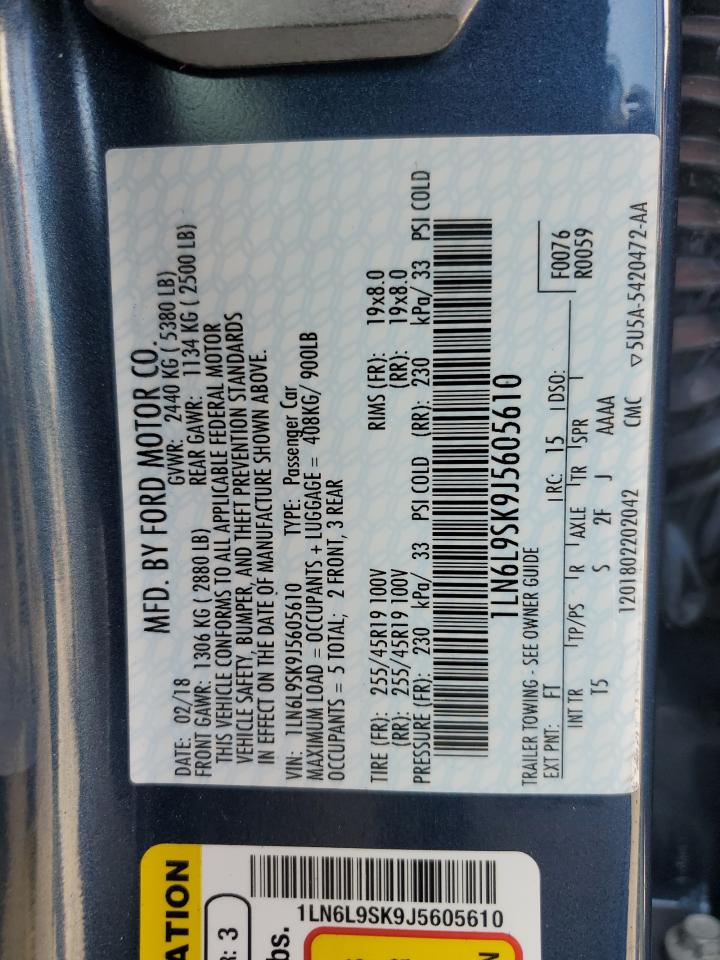 MFD. BY FORD MOTOR CO.
DATE: 02/18 GVWR: 2440 KG ( 5380 LB)
FRONT GAWR: 1306 KG ( 2880 LB) REAR GAWR: 1134 KG ( 2500 LB)
THIS VEHICLE CONFORMS TO ALL APPLICABLE FEDERAL MOTOR
VEHICLE SAFETY, BUMPER, AND THEFT PREVENTION STANDARDS
IN EFFECT ON THE DATE OF MANUFACTURE SHOWN ABOVE.
VIN: 1LN6L9SK9J5605610 TYPE: Passenger Car
MAXIMUM LOAD = OCCUPANTS + LUGGAGE = 408KG/ 900LB
OCCUPANTS = 5 TOTAL; 2 FRONT, 3 REAR
TIRE (FR): 255/45R19 100V RIMS (FR): 19x8.0
(RR): 255/45R19 100V (RR): 19x8.0
PRESSURE (FR): 230 kPa/ 33 PSI COLD (RR): 230 kPa/ 33 PSI COLD
1LN6L9SK9J5605610
F0076
R0059
TRAILER TOWING - SEE OWNER GUIDE
EXT PNT: FT RC: 15 DSO:
INT TR TP/PS R AXLE TR SPR
T5 S 2F J AAAA
1201802202042 CMC ▽5U5A-5420472-AA
ATION
R: 3
bs.
1LN6L9SK9J5605610